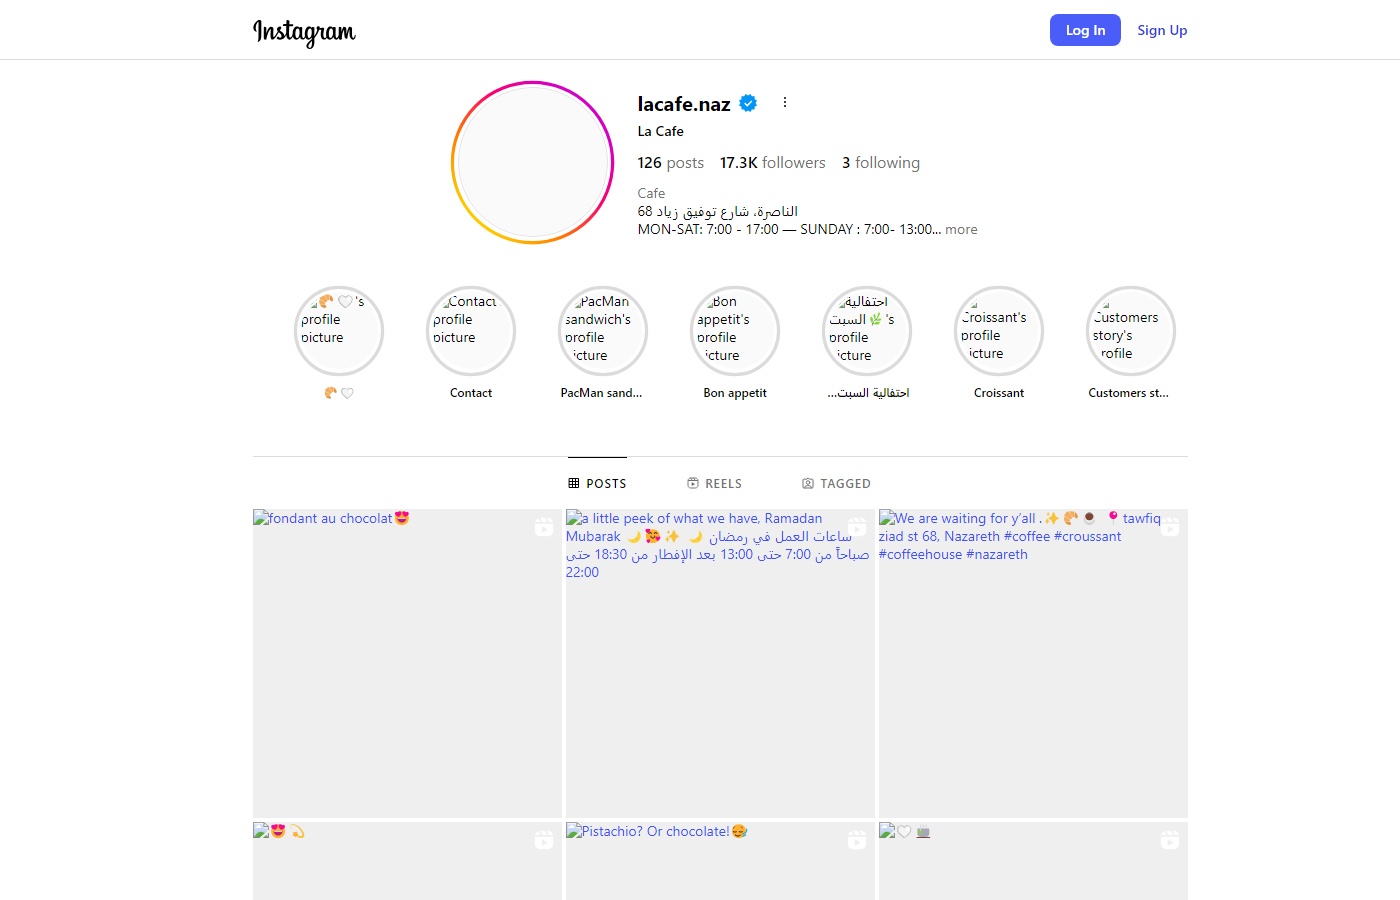 Instagram
Log In
Sign Up
lacafe.naz
La Cafe
126 posts 17.3K followers 3 following
Cafe
الناصرة، شارع توفيق زياد 68
MON-SAT: 7:00 - 17:00 — SUNDAY : 7:00- 13:00... more
🥐🤍's
profile
picture
Contact
profile
picture
PacMan
sandwich's
profile
picture
Bon
appetit's
profile
picture
احتفالية
السبت🌿's
profile
picture
Croissant's
profile
picture
Customers
story's
profile
🥐🤍
Contact
PacMan sand...
Bon appetit
احتفالية السبت...
Croissant
Customers st...
POSTS
REELS
TAGGED
fondant au chocolat😍
a little peek of what we have, Ramadan
Mubarak 🌙🥰✨ 🌙 ساعات العمل في رمضان
صباحاً من 7:00 حتى 13:00 بعد الإفطار من 18:30 حتى
22:00
We are waiting for y'all .✨🥐☕ 📍tawfiq
ziad st 68, Nazareth #coffee #croissant
#coffeehouse #nazareth
😍💫
Pistachio? Or chocolate!🥵
🤍🍵